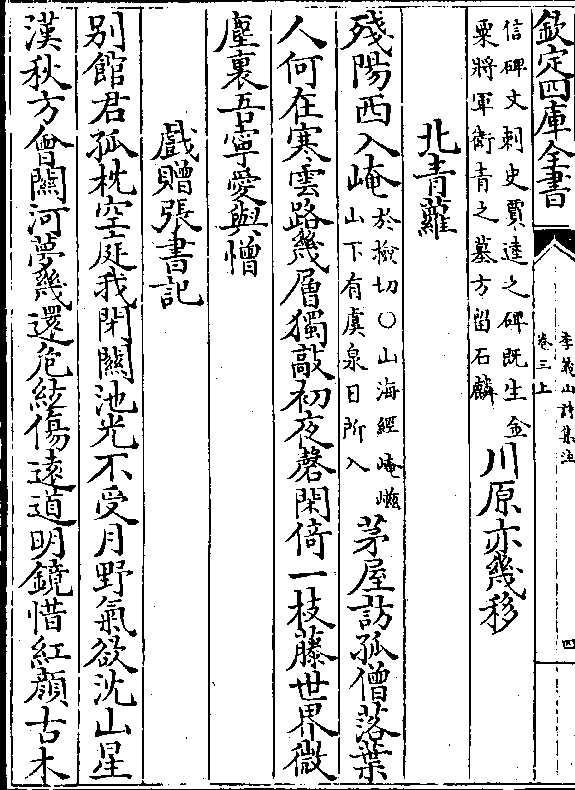 欽定四庫全書
李義山詩集注
卷三上
四
信碑文刺史賈逵之碑既生金
粟將軍衛青之墓方留石麟
川原亦幾移
北青蘿
殘陽西入崦
於撿切○山海經崦嵫
山下有虞泉日所入
茅屋訪孤僧落葉
人何在寒雲路幾層獨敲初夜磬閑倚一枝藤世界微
塵裏吾寧愛與憎
戲贈張書記
別館君孤枕空庭我閉關池光不受月野氣欲沈山星
漢秋方會關河夢幾還危絃傷遠道明鏡惜紅顏古木